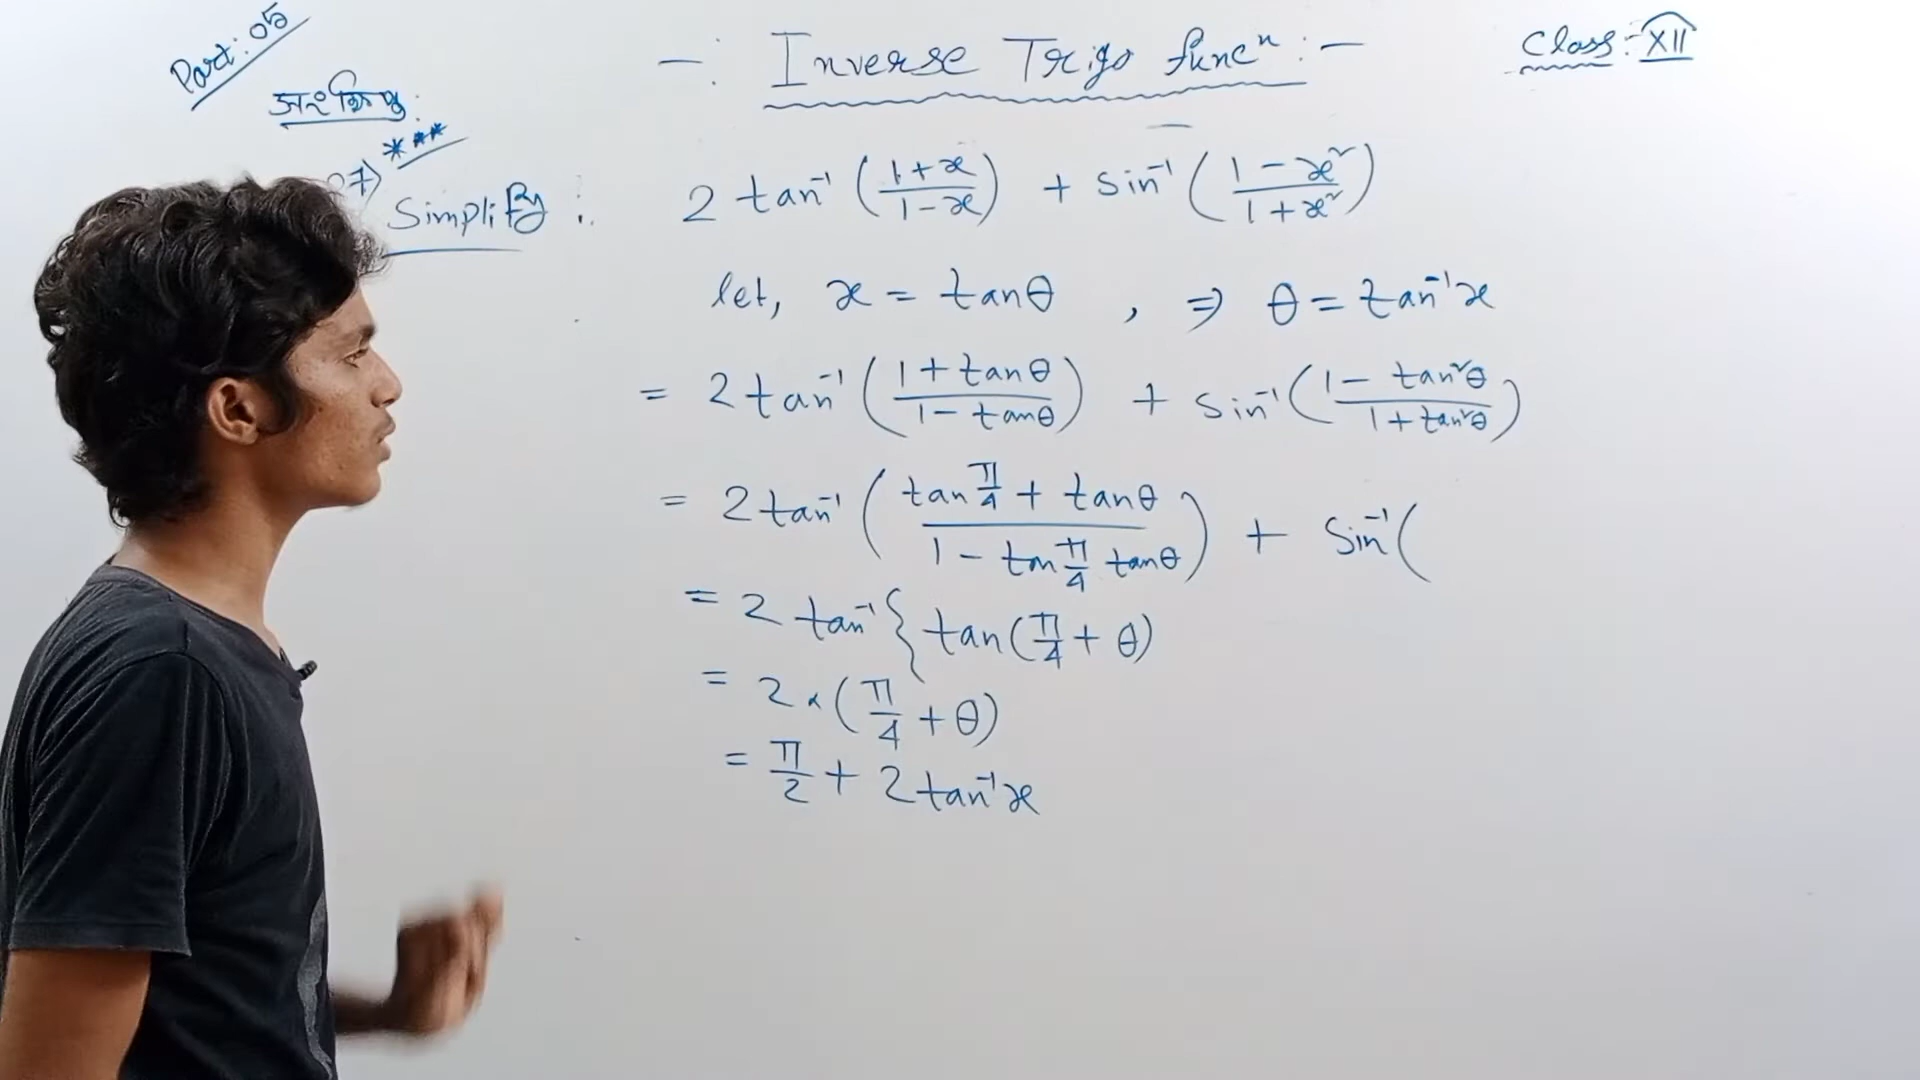 Part: 05
-: Inverse Trigo funcⁿ :-
Class:- XII
***
07)
Simplify : 2 tan⁻¹ ((1+x)/(1-x)) + sin⁻¹ ((1-x²)/(1+x²))
let, x = tanθ , ⇒ θ = tan⁻¹x
= 2 tan⁻¹ ((1+tanθ)/(1-tanθ)) + sin⁻¹ ((1-tan²θ)/(1+tan²θ))
= 2 tan⁻¹ ((tan π/4 + tanθ)/(1 - tan π/4 tanθ)) + Sin⁻¹ (
= 2 tan⁻¹ { tan(π/4 + θ)
= 2 × (π/4 + θ)
= π/2 + 2 tan⁻¹x